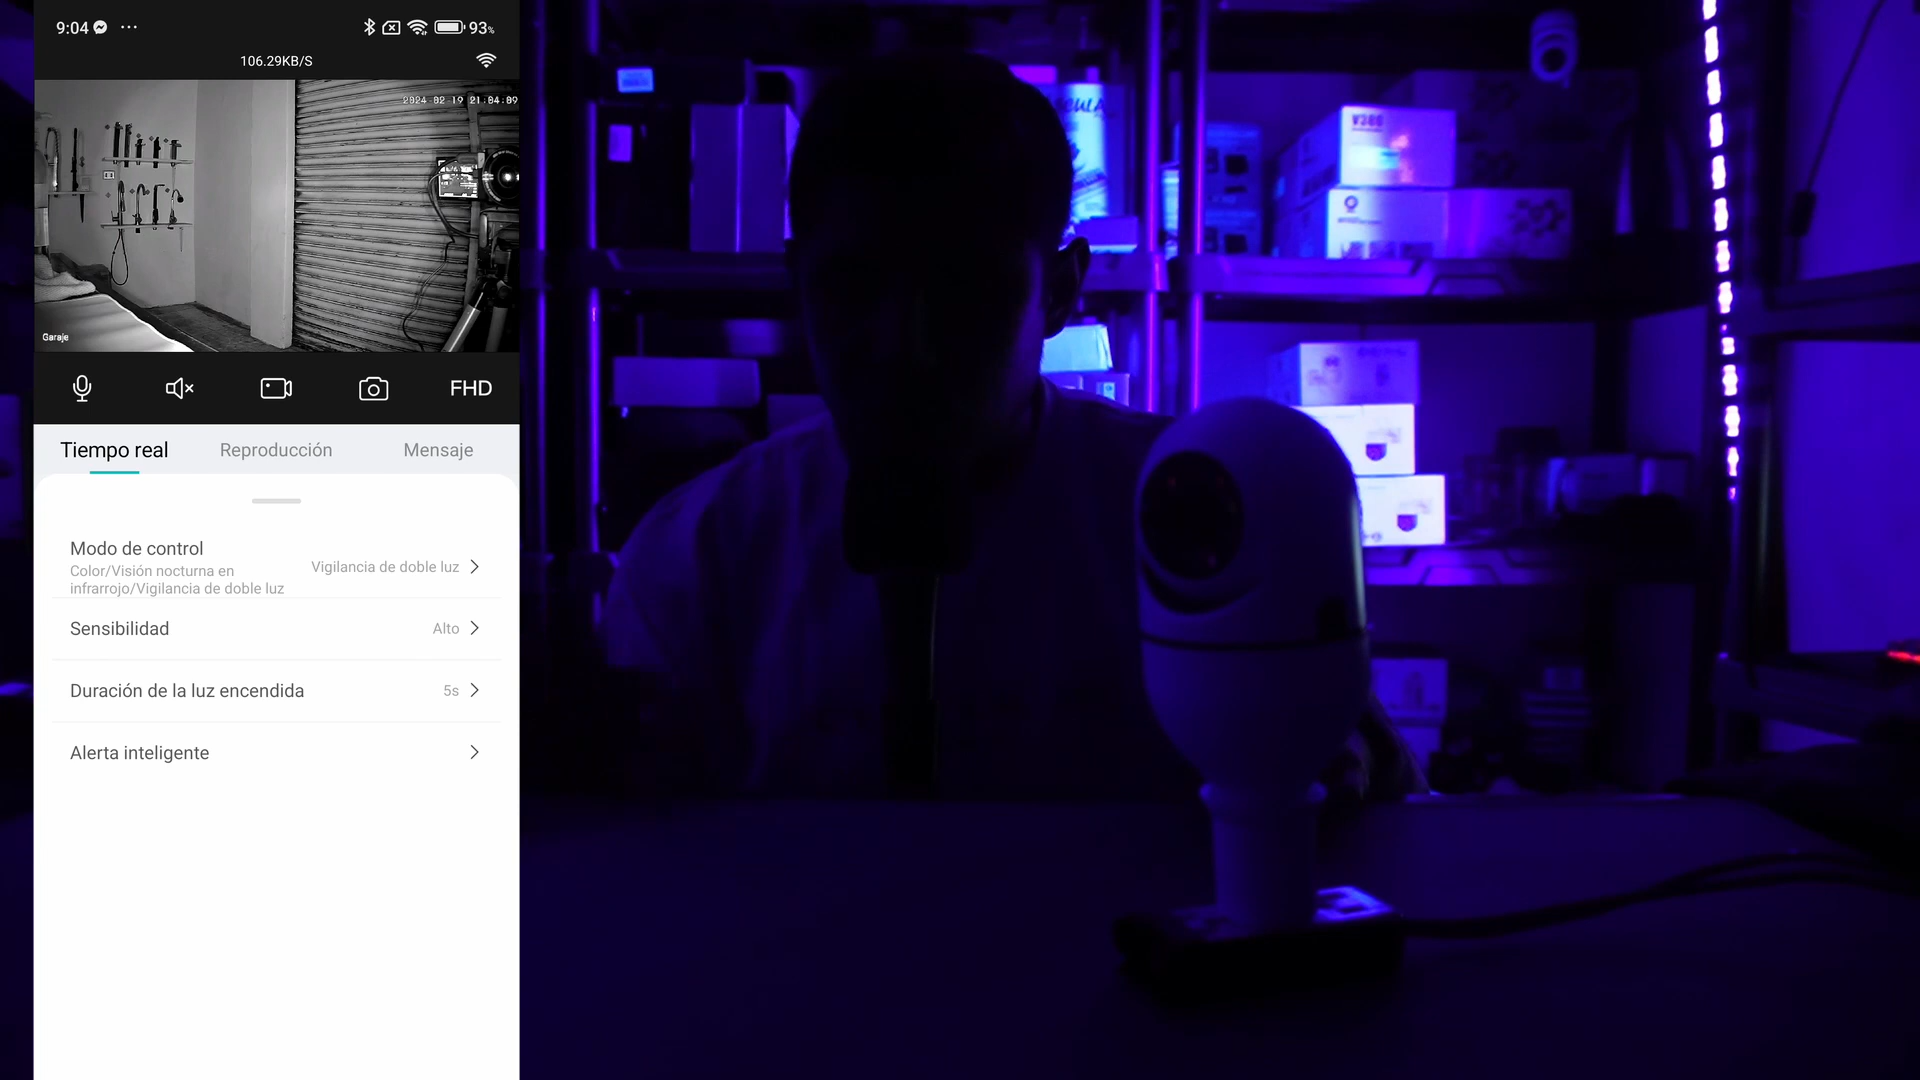 9:04 ... 93%
106.29KB/S
2024-02-19 21:04:09
Garaje
FHD
Tiempo real Reproducción Mensaje
Modo de control
Color/Visión nocturna en
infrarrojo/Vigilancia de doble luz
Vigilancia de doble luz
Sensibilidad Alto
Duración de la luz encendida 5s
Alerta inteligente
V380